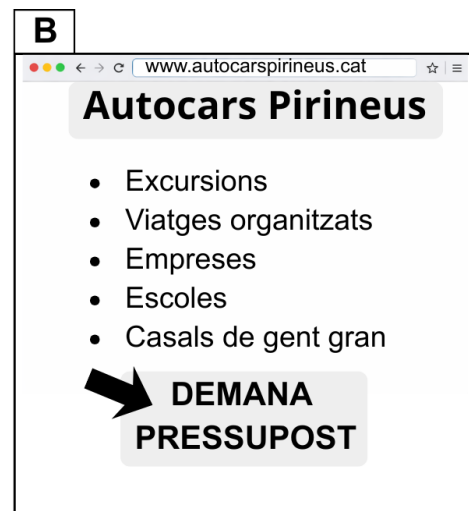 B
www.autocarspirineus.cat
Autocars Pirineus
• Excursions
• Viatges organitzats
• Empreses
• Escoles
• Casals de gent gran
DEMANA
PRESSUPOST